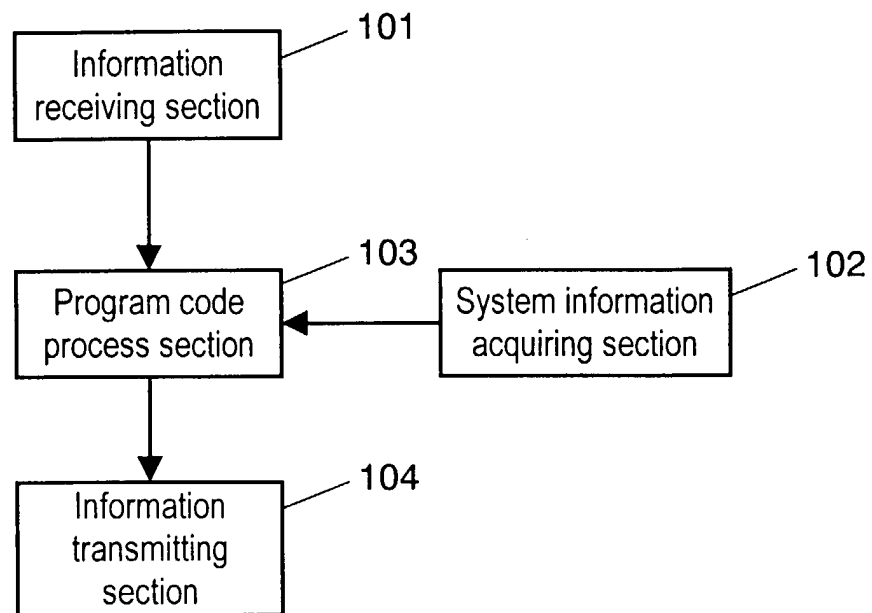 101
Information
receiving section
103
Program code
process section
102
System information
acquiring section
104
Information
transmitting
section